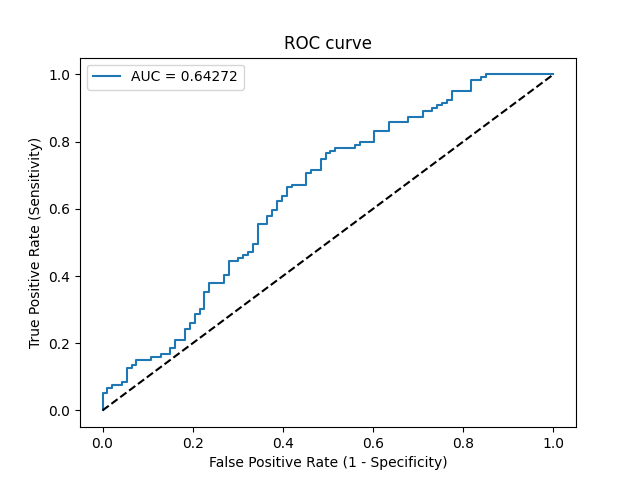 ROC curve
AUC = 0.64272
True Positive Rate (Sensitivity)
1.0
0.8
0.6
0.4
0.2
0.0
0.0 0.2 0.4 0.6 0.8 1.0
False Positive Rate (1 - Specificity)